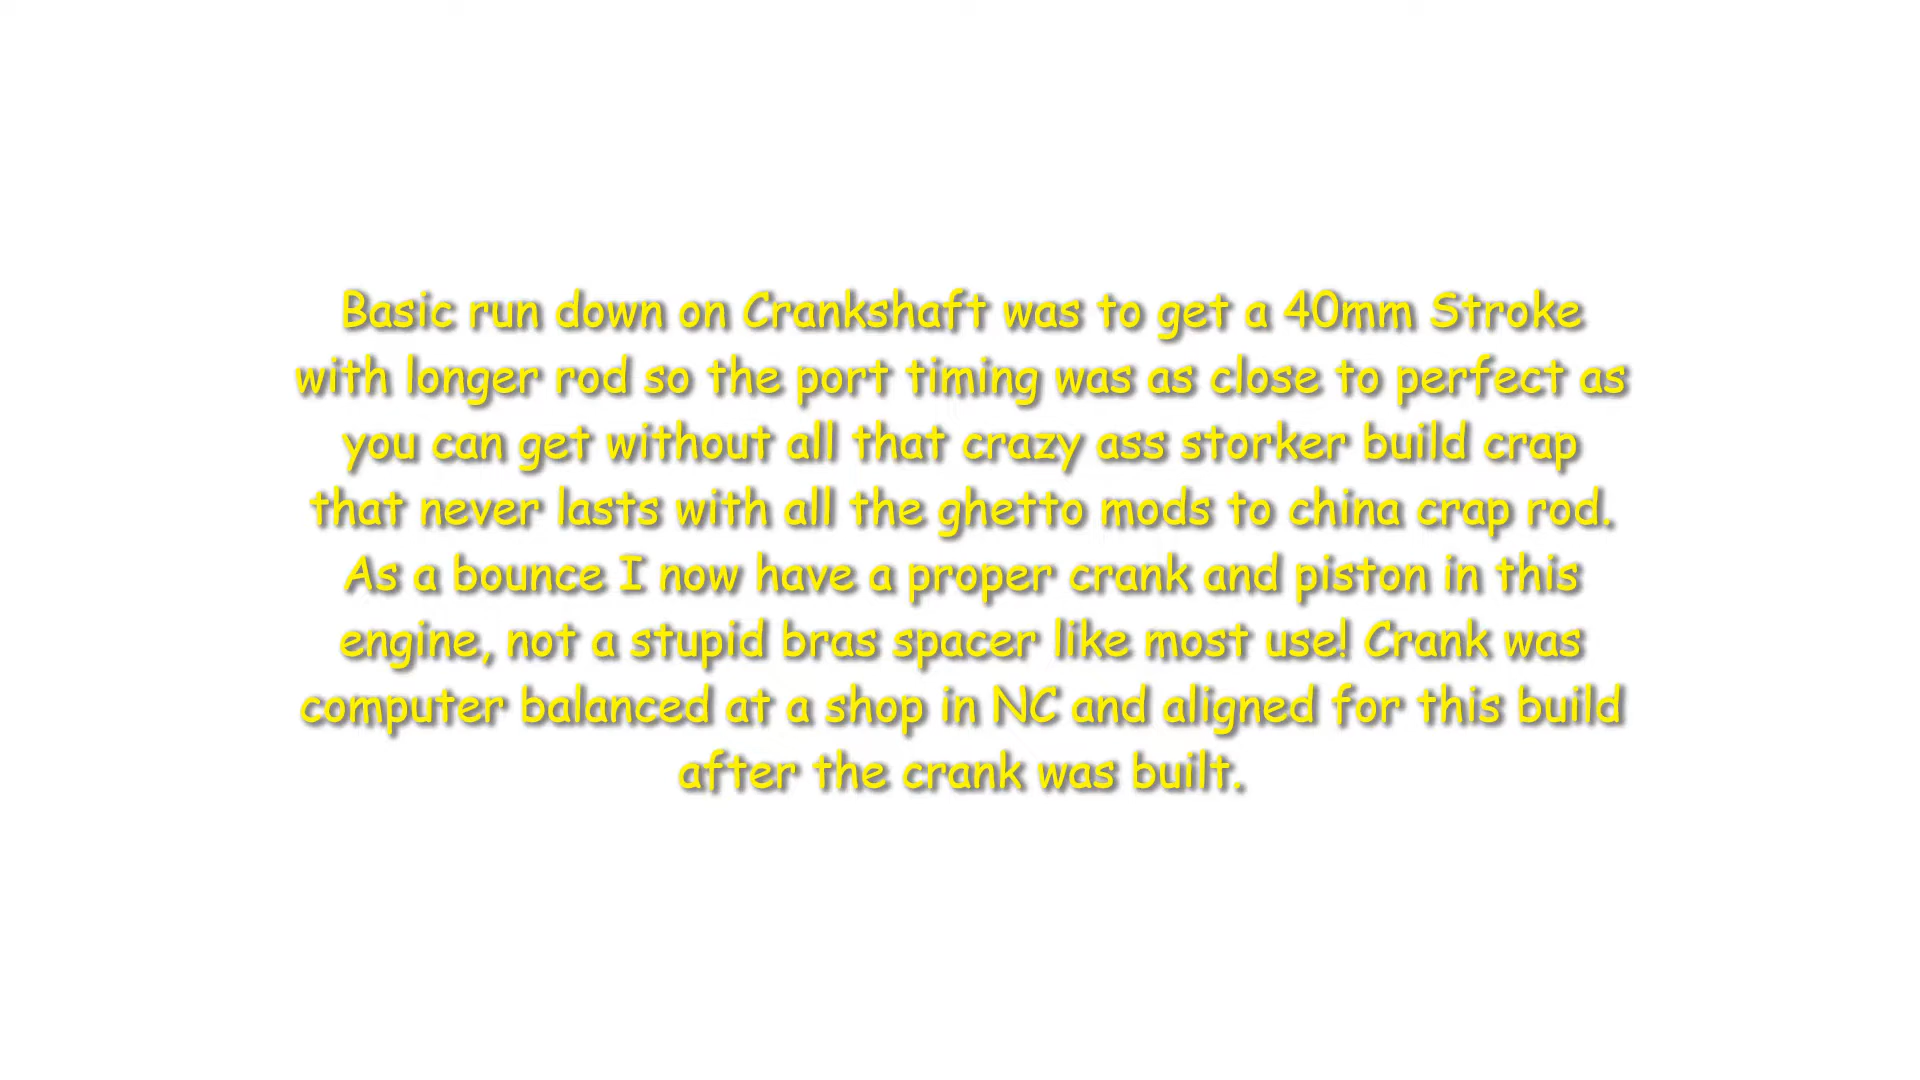 Basic run down on Crankshaft was to get a 40mm Stroke
with longer rod so the port timing was as close to perfect as
you can get without all that crazy ass storker build crap
that never lasts with all the ghetto mods to china crap rod.
As a bounce I now have a proper crank and piston in this
engine, not a stupid bras spacer like most use! Crank was
computer balanced at a shop in NC and aligned for this build
after the crank was built.